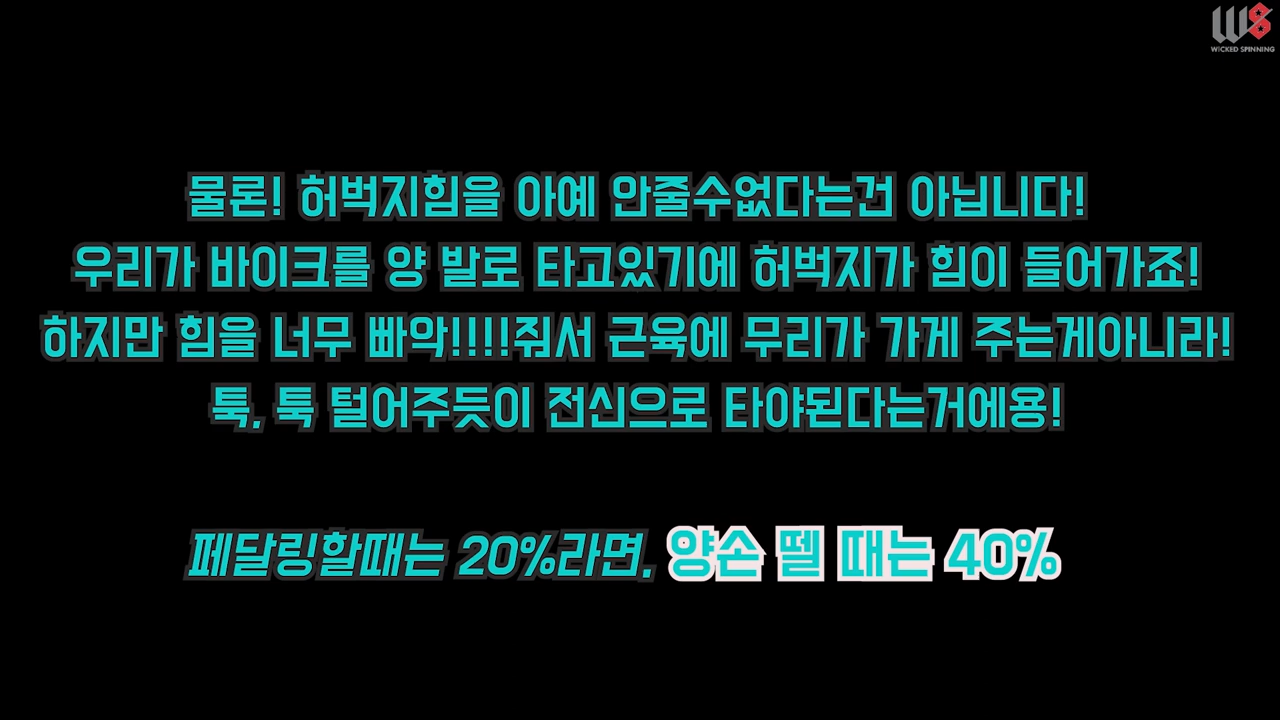 WS
WICKED SPINNING
물론! 허벅지힘을 아예 안줄수없다는건 아닙니다!
우리가 바이크를 양 발로 타고있기에 허벅지가 힘이 들어가죠!
하지만 힘을 너무 빠악!!!!줘서 근육에 무리가 가게 주는게아니라!
툭, 툭 털어주듯이 전신으로 타야된다는거에용!
페달링할때는 20%라면, 양손 뗄 때는 40%